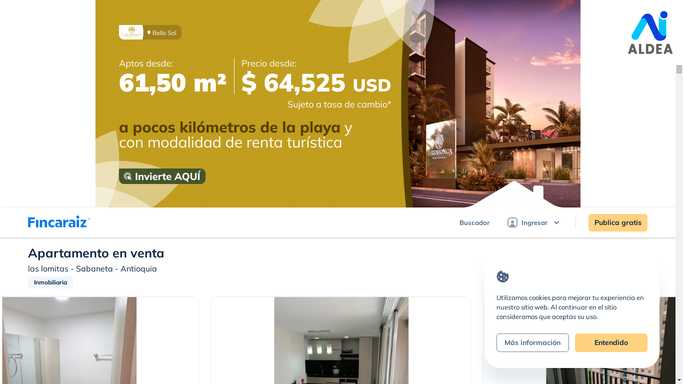 Bello Sol
ALDEA
Aptos desde:
61,50 m²
Precio desde:
$ 64,525 USD
Sujeto a tasa de cambio*
a pocos kilómetros de la playa y
con modalidad de renta turística
Invierte AQUÍ
Fincaraiz
Buscador
Ingresar
Publica gratis
Apartamento en venta
las lomitas - Sabaneta - Antioquia
Inmobiliaria
Utilizamos cookies para mejorar tu experiencia en
nuestro sitio web. Al continuar en el sitio
consideramos que aceptas su uso.
Más información
Entendido